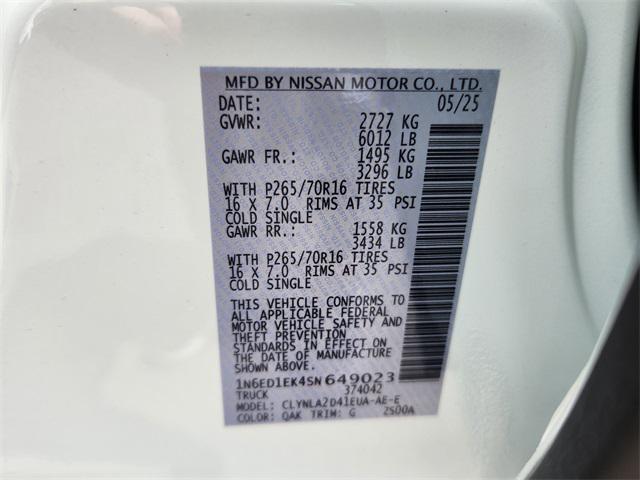 MFD BY NISSAN MOTOR CO., LTD.
DATE: 05/25
GVWR: 2727 KG
6012 LB
GAWR FR.: 1495 KG
3296 LB
WITH P265/70R16 TIRES
16 X 7.0 RIMS AT 35 PSI
COLD SINGLE
GAWR RR.: 1558 KG
3434 LB
WITH P265/70R16 TIRES
16 X 7.0 RIMS AT 35 PSI
COLD SINGLE
THIS VEHICLE CONFORMS TO
ALL APPLICABLE FEDERAL
MOTOR VEHICLE SAFETY AND
THEFT PREVENTION
STANDARDS IN EFFECT ON
THE DATE OF MANUFACTURE
SHOWN ABOVE.
1N6ED1EK4SN649023
TRUCK 374042
MODEL: CLYNLA2D41EUA-AE-E
COLOR: QAK TRIM: G 2S00A